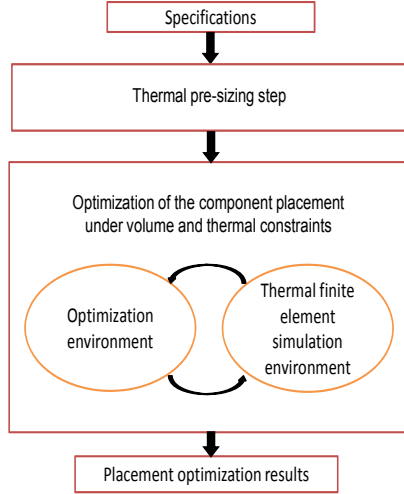 Specifications
Thermal pre-sizing step
Optimization of the component placement
under volume and thermal constraints
Optimization
environment
Thermal finite
element
simulation
environment
Placement optimization results